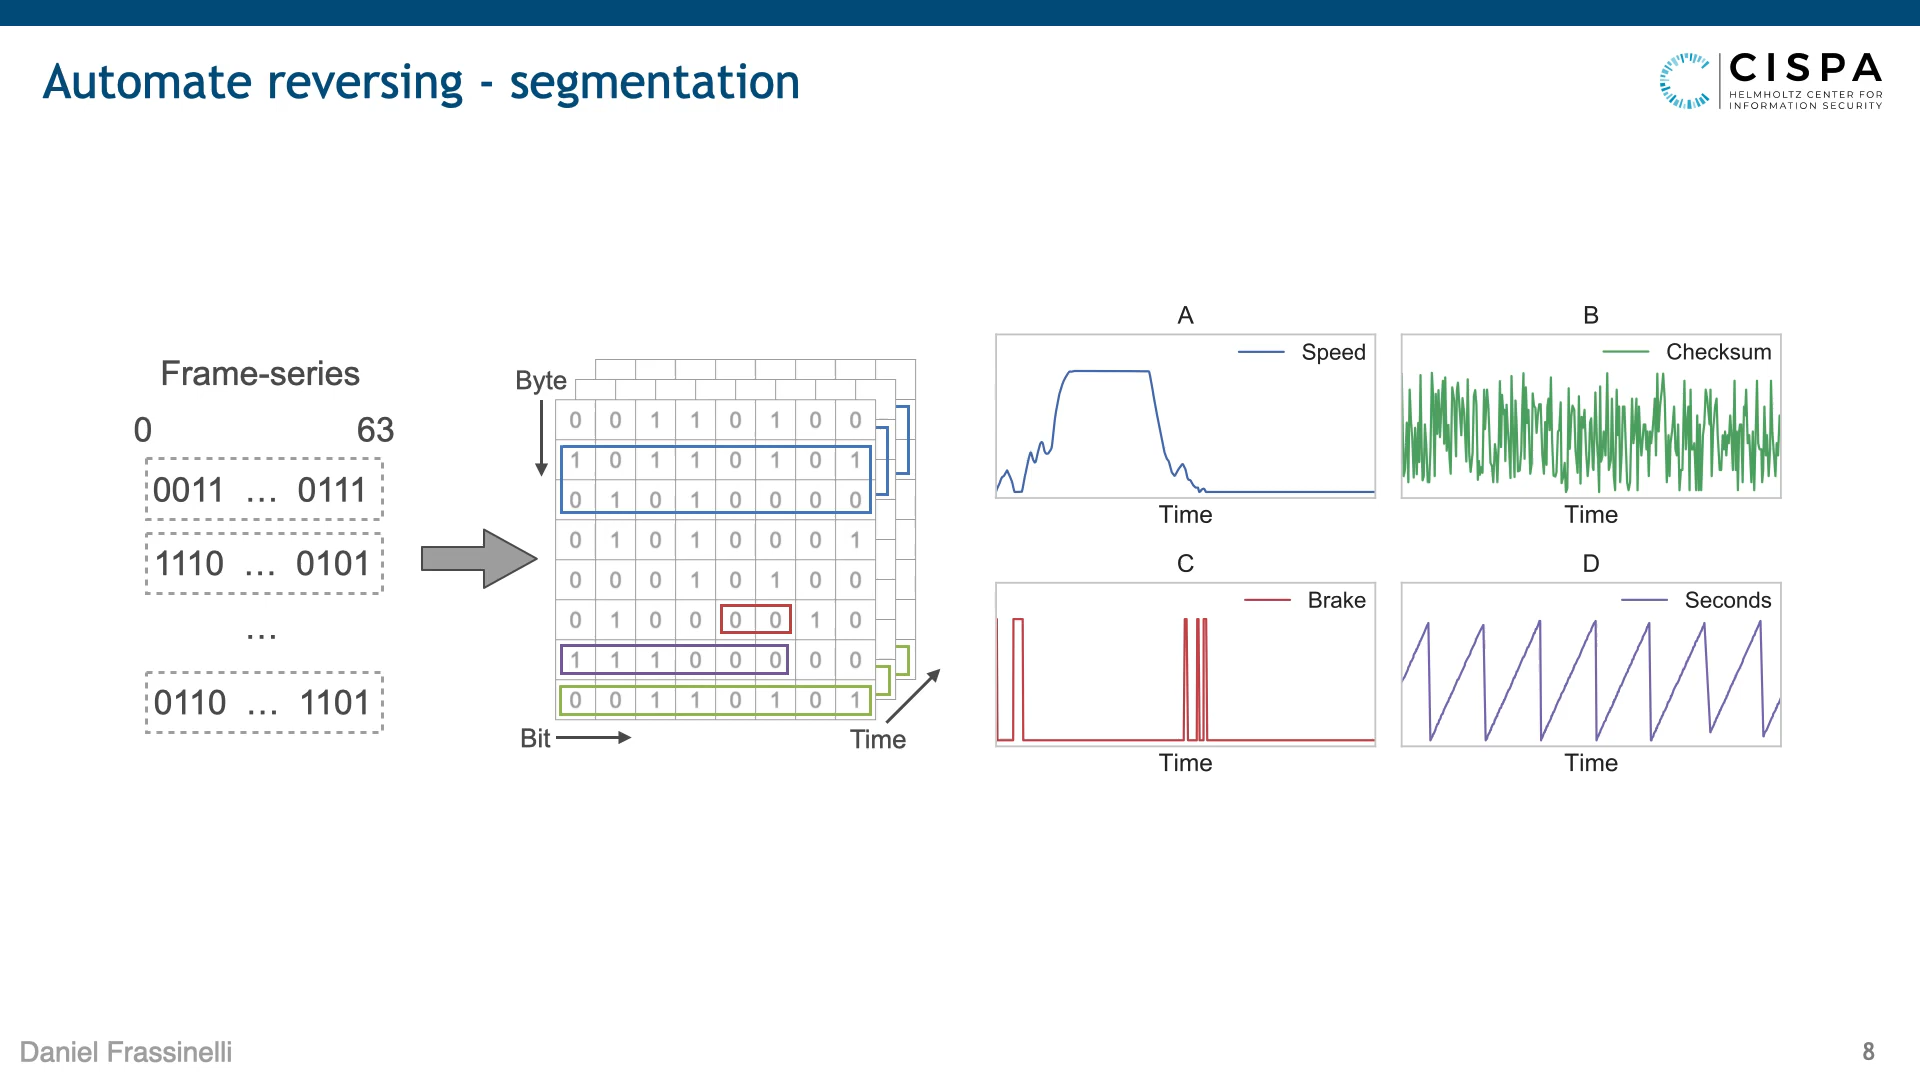 Automate reversing - segmentation
CISPA
HELMHOLTZ CENTER FOR
INFORMATION SECURITY
Frame-series
0 63
0011 ... 0111
1110 ... 0101
...
0110 ... 1101
Byte
0 0 1 1 0 1 0 0
1 0 1 1 0 1 0 1
0 1 0 1 0 0 0 0
0 1 0 1 0 0 0 1
0 0 0 1 0 1 0 0
0 1 0 0 0 0 1 0
1 1 1 0 0 0 0 0
0 0 1 1 0 1 0 1
Bit
Time
A
Speed
Time
B
Checksum
Time
C
Brake
Time
D
Seconds
Time
Daniel Frassinelli
8